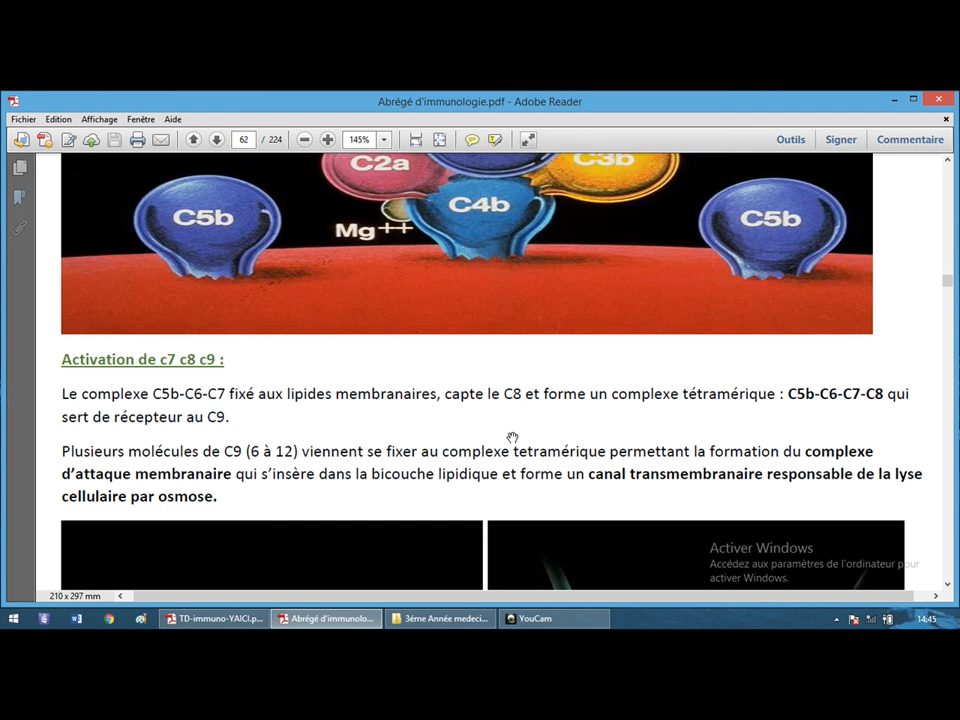 Abrégé d'immunologie.pdf - Adobe Reader
Fichier Edition Affichage Fenêtre Aide
62 / 224 145% Outils Signer Commentaire
C2a C3b
C5b C4b C5b
Mg++
Activation de c7 c8 c9 :
Le complexe C5b-C6-C7 fixé aux lipides membranaires, capte le C8 et forme un complexe tétramérique : C5b-C6-C7-C8 qui
sert de récepteur au C9.
Plusieurs molécules de C9 (6 à 12) viennent se fixer au complexe tetramérique permettant la formation du complexe
d'attaque membranaire qui s'insère dans la bicouche lipidique et forme un canal transmembranaire responsable de la lyse
cellulaire par osmose.
Activer Windows
Accédez aux paramètres de l'ordinateur pour
activer Windows.
210 x 297 mm
TD-immuno-YAICI.p... Abrégé d'immunolo... 3éme Année medeci... YouCam 14:45